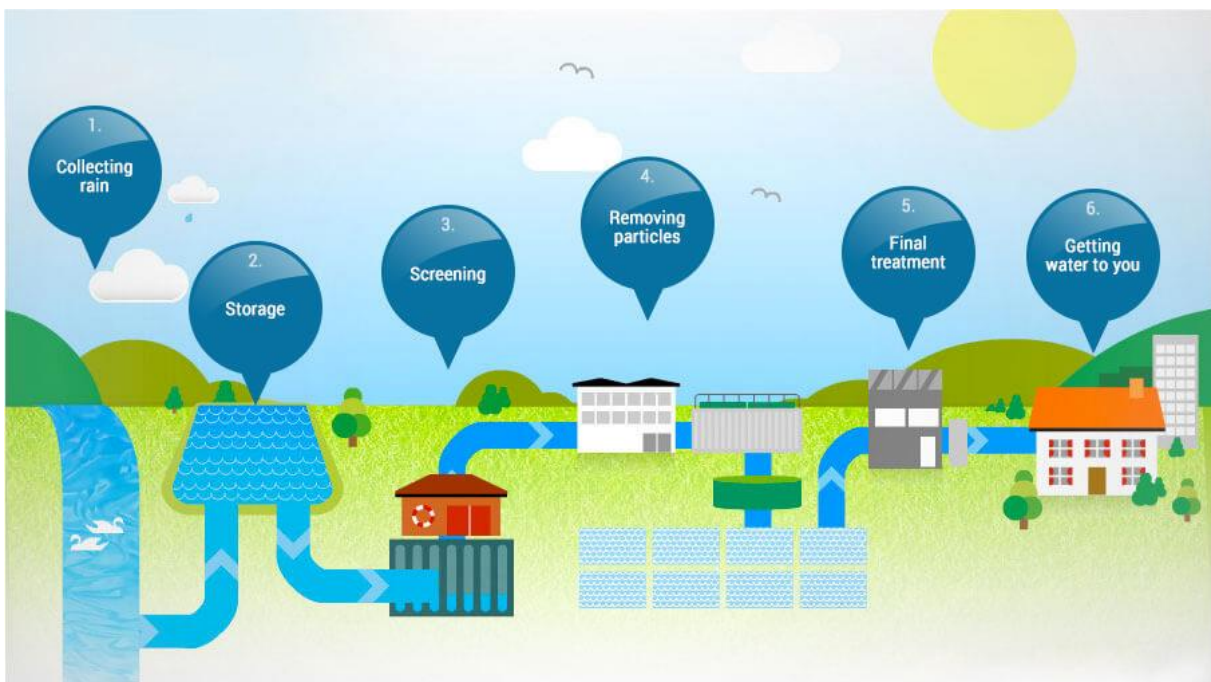 1.
Collecting
rain
2.
Storage
3.
Screening
4.
Removing
particles
5.
Final
treatment
6.
Getting
water to you